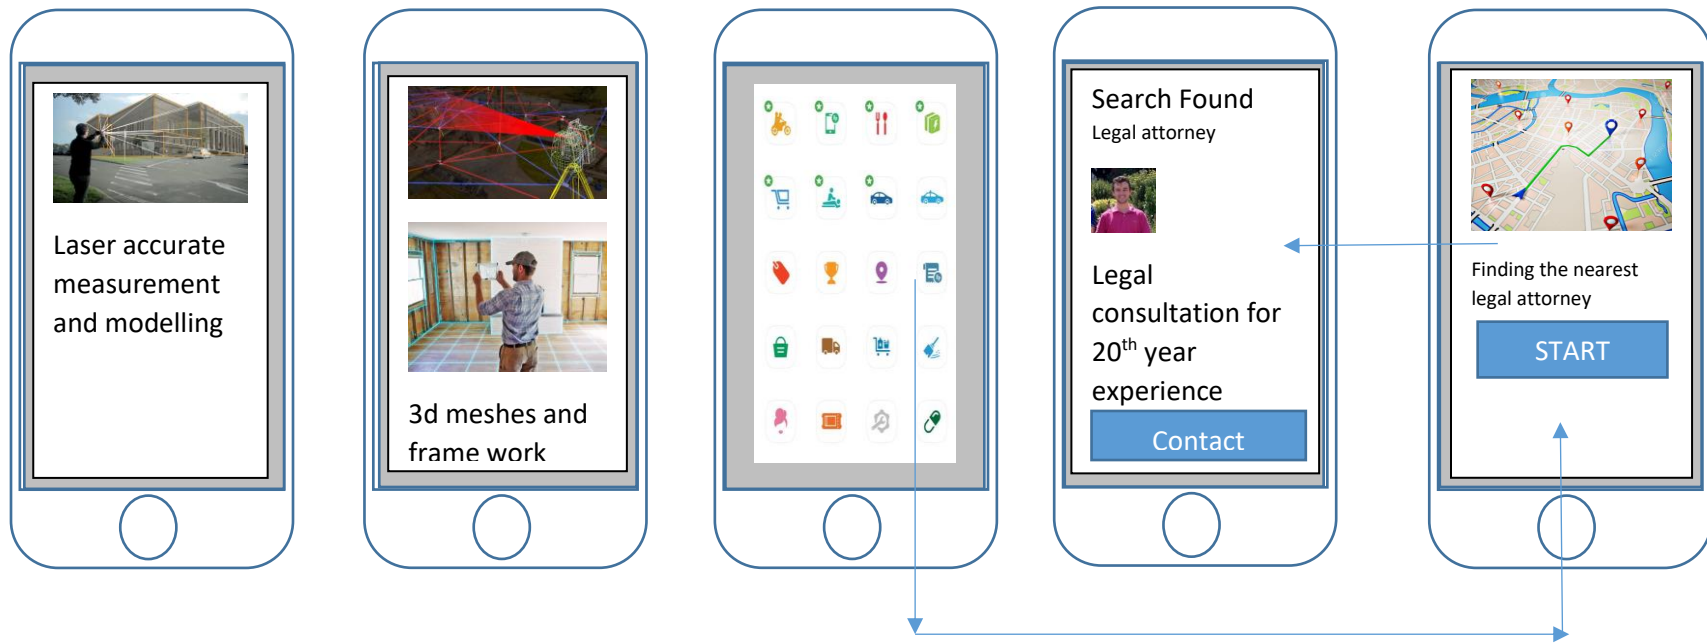 Laser accurate
measurement
and modelling
3d meshes and
frame work
Search Found
Legal attorney
Legal
consultation for
20th year
experience
Contact
Finding the nearest
legal attorney
START